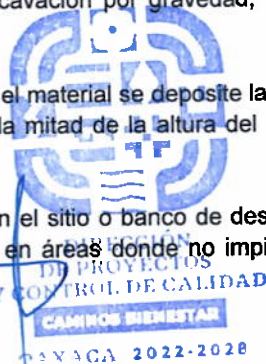 cavación por gravedad,
el material se deposite la
la mitad de la altura del
n el sitio o banco de des
en áreas donde no impi
DIRECCIÓN
DE PROYECTOS
Y CONTROL DE CALIDAD
CAMINOS BIENESTAR
OAXACA 2022-2028